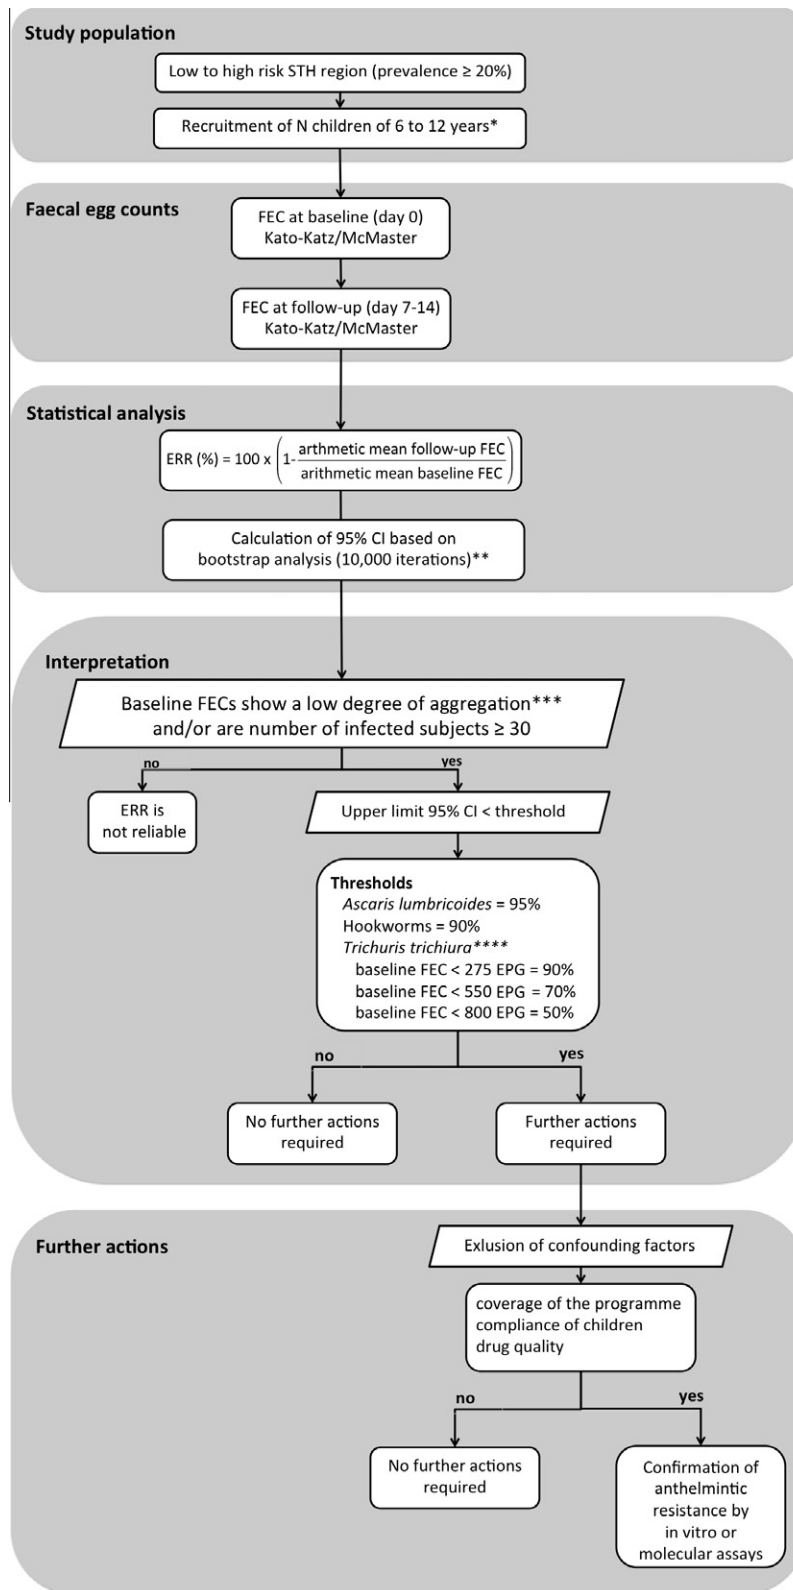 Study population
Low to high risk STH region (prevalence ≥ 20%)
Recruitment of N children of 6 to 12 years*
Faecal egg counts
FEC at baseline (day 0)
Kato-Katz/McMaster
FEC at follow-up (day 7-14)
Kato-Katz/McMaster
Statistical analysis
ERR (%) = 100 x (1- arthmetic mean follow-up FEC
arithmetic mean baseline FEC)
Calculation of 95% CI based on
bootstrap analysis (10,000 iterations)**
Interpretation
Baseline FECs show a low degree of aggregation***
and/or are number of infected subjects ≥ 30
no
yes
ERR is
not reliable
Upper limit 95% CI < threshold
Thresholds
Ascaris lumbricoides = 95%
Hookworms = 90%
Trichuris trichiura****
baseline FEC < 275 EPG = 90%
baseline FEC < 550 EPG = 70%
baseline FEC < 800 EPG = 50%
no
yes
No further actions
required
Further actions
required
Further actions
Exlusion of confounding factors
coverage of the programme
compliance of children
drug quality
no
yes
No further actions
required
Confirmation of
anthelmintic
resistance by
in vitro or
molecular assays